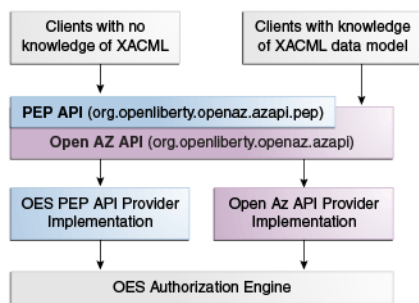 Clients with no
knowledge of XACML
Clients with knowledge
of XACML data model
PEP API (org.openliberty.openaz.azapi.pep)
Open AZ API (org.openliberty.openaz.azapi)
OES PEP API Provider
Implementation
Open Az API Provider
Implementation
OES Authorization Engine